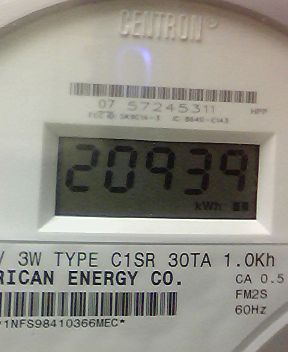 CENTRON®
07 57245311
20939
kWh
V 3W TYPE C1SR 30TA 1.0Kh
RICAN ENERGY CO.
CA 0.5
FM2S
60Hz
1NFS98410366MEC*